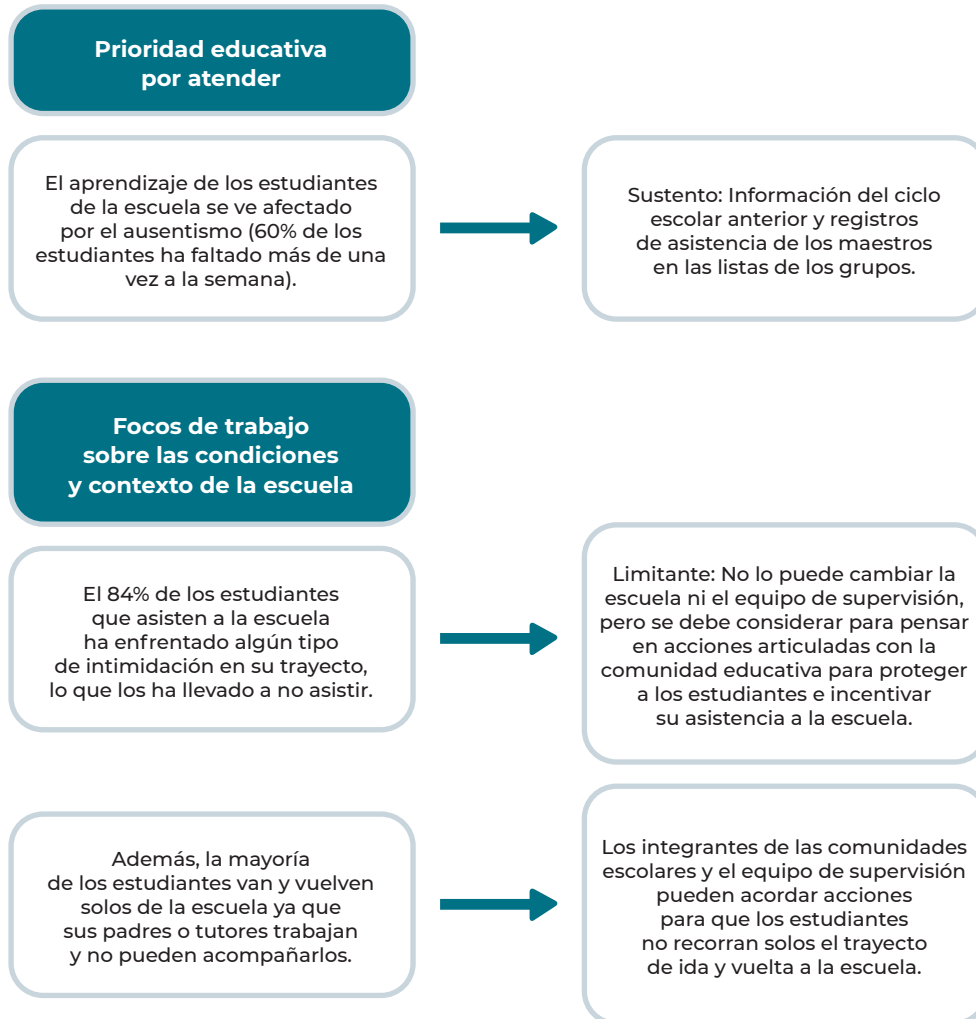 Prioridad educativa
por atender
El aprendizaje de los estudiantes
de la escuela se ve afectado
por el ausentismo (60% de los
estudiantes ha faltado más de una
vez a la semana).
Sustento: Información del ciclo
escolar anterior y registros
de asistencia de los maestros
en las listas de los grupos.
Focos de trabajo
sobre las condiciones
y contexto de la escuela
El 84% de los estudiantes
que asisten a la escuela
ha enfrentado algún tipo
de intimidación en su trayecto,
lo que los ha llevado a no asistir.
Limitante: No lo puede cambiar la
escuela ni el equipo de supervisión,
pero se debe considerar para pensar
en acciones articuladas con la
comunidad educativa para proteger
a los estudiantes e incentivar
su asistencia a la escuela.
Además, la mayoría
de los estudiantes van y vuelven
solos de la escuela ya que
sus padres o tutores trabajan
y no pueden acompañarlos.
Los integrantes de las comunidades
escolares y el equipo de supervisión
pueden acordar acciones
para que los estudiantes
no recorran solos el trayecto
de ida y vuelta a la escuela.